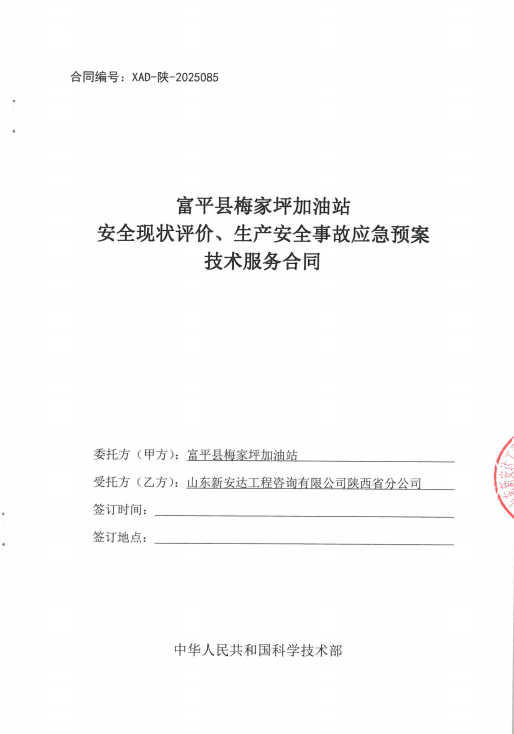 合同编号：XAD-陕-2025085
富平县梅家坪加油站
安全现状评价、生产安全事故应急预案
技术服务合同
委托方（甲方）：富平县梅家坪加油站
受托方（乙方）：山东新安达工程咨询有限公司陕西省分公司
签订时间：
签订地点：
中华人民共和国科学技术部